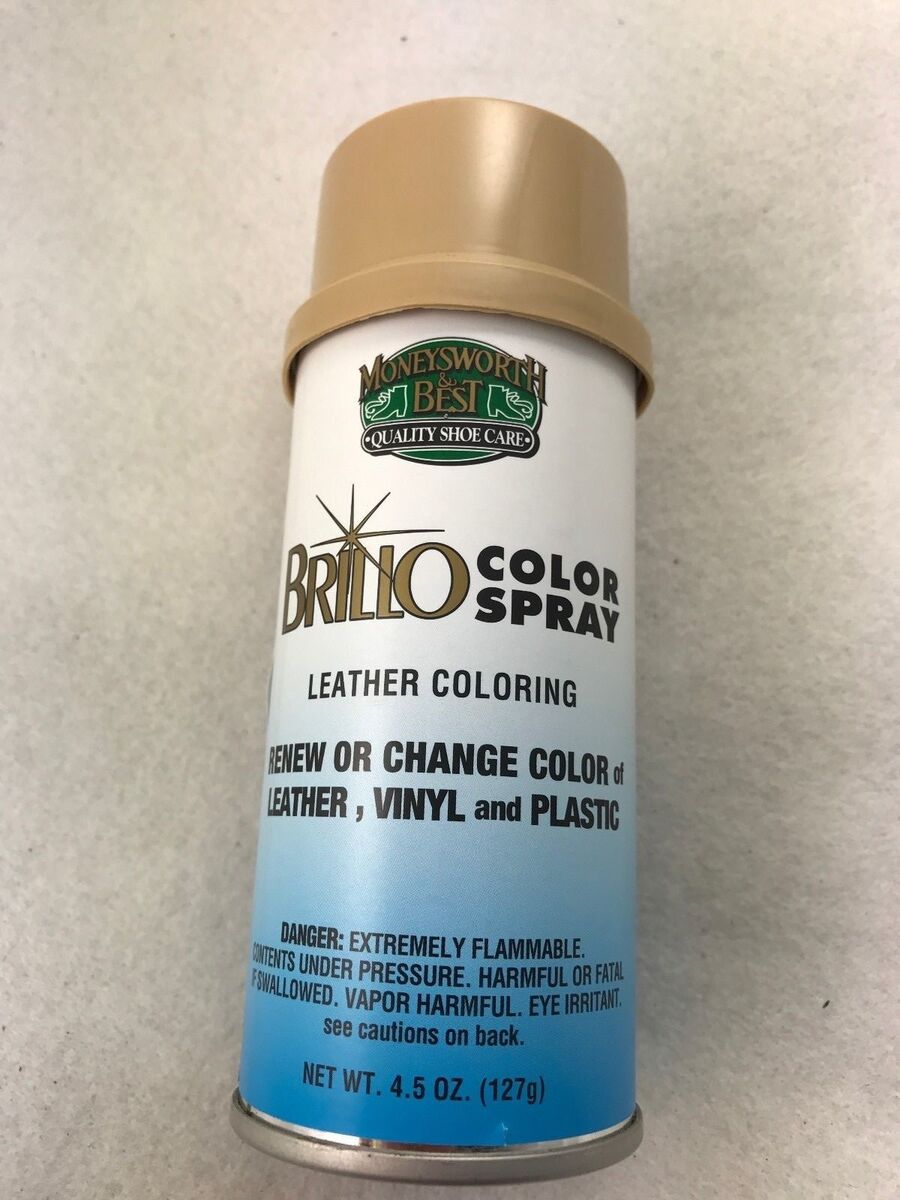 MONEYSWORTH
&
BEST
•QUALITY SHOE CARE•
BRILLO COLOR
SPRAY
LEATHER COLORING
RENEW OR CHANGE COLOR of
LEATHER , VINYL and PLASTIC
DANGER: EXTREMELY FLAMMABLE.
CONTENTS UNDER PRESSURE. HARMFUL OR FATAL
IF SWALLOWED. VAPOR HARMFUL. EYE IRRITANT.
see cautions on back.
NET WT. 4.5 OZ. (127g)